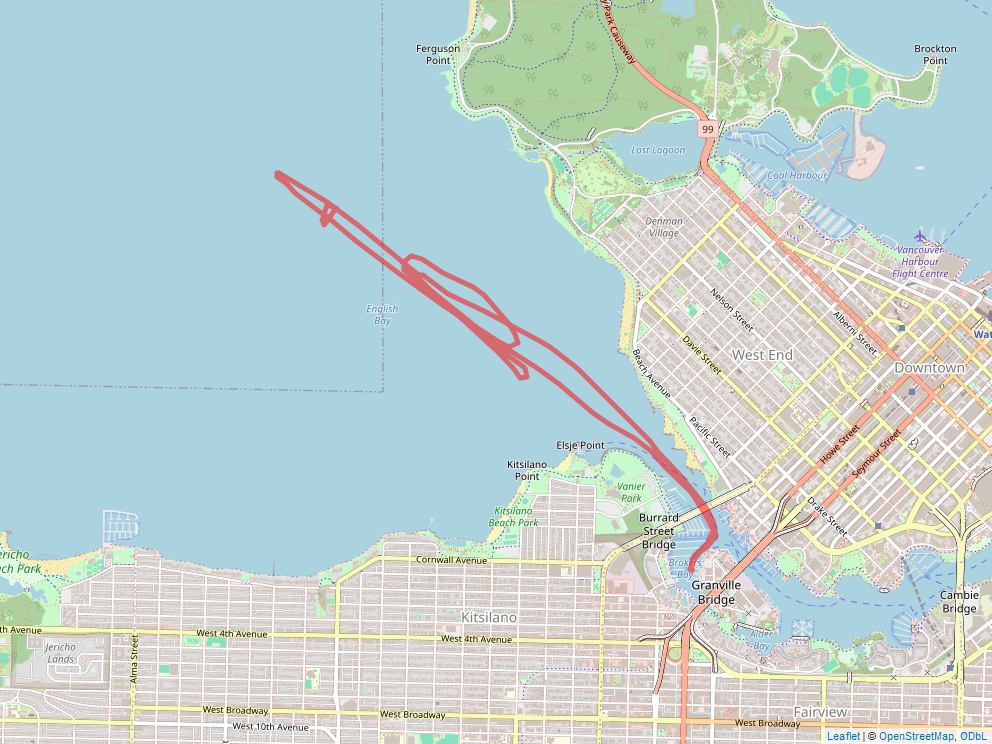 y Park Causeway
Ferguson
Point
Brockton
Point
99
Lost Lagoon
Coal Harbour
Denman
Village
Vancouver
Harbour
Flight Centre
English
Bay
Nelson Street
Alberni Street
Wat
Davie Street
West End
Downtown
Beach Avenue
Pacific Street
Howe Street
Seymour Street
Elsje Point
Kitsilano
Point
Vanier
Park
Kitsilano
Beach Park
Drake Street
Burrard
Street
Bridge
Jericho
ch Park
Cornwall Avenue
Brokers
Bay
Granville
Bridge
Cambie
Bridge
Kitsilano
th Avenue
West 4th Avenue
West 4th Avenue
Alder
Bay
Jericho
Lands
Alma Street
West Broadway
West Broadway
Fairview
West 10th Avenue
West Broadway
Leaflet | © OpenStreetMap, ODbL